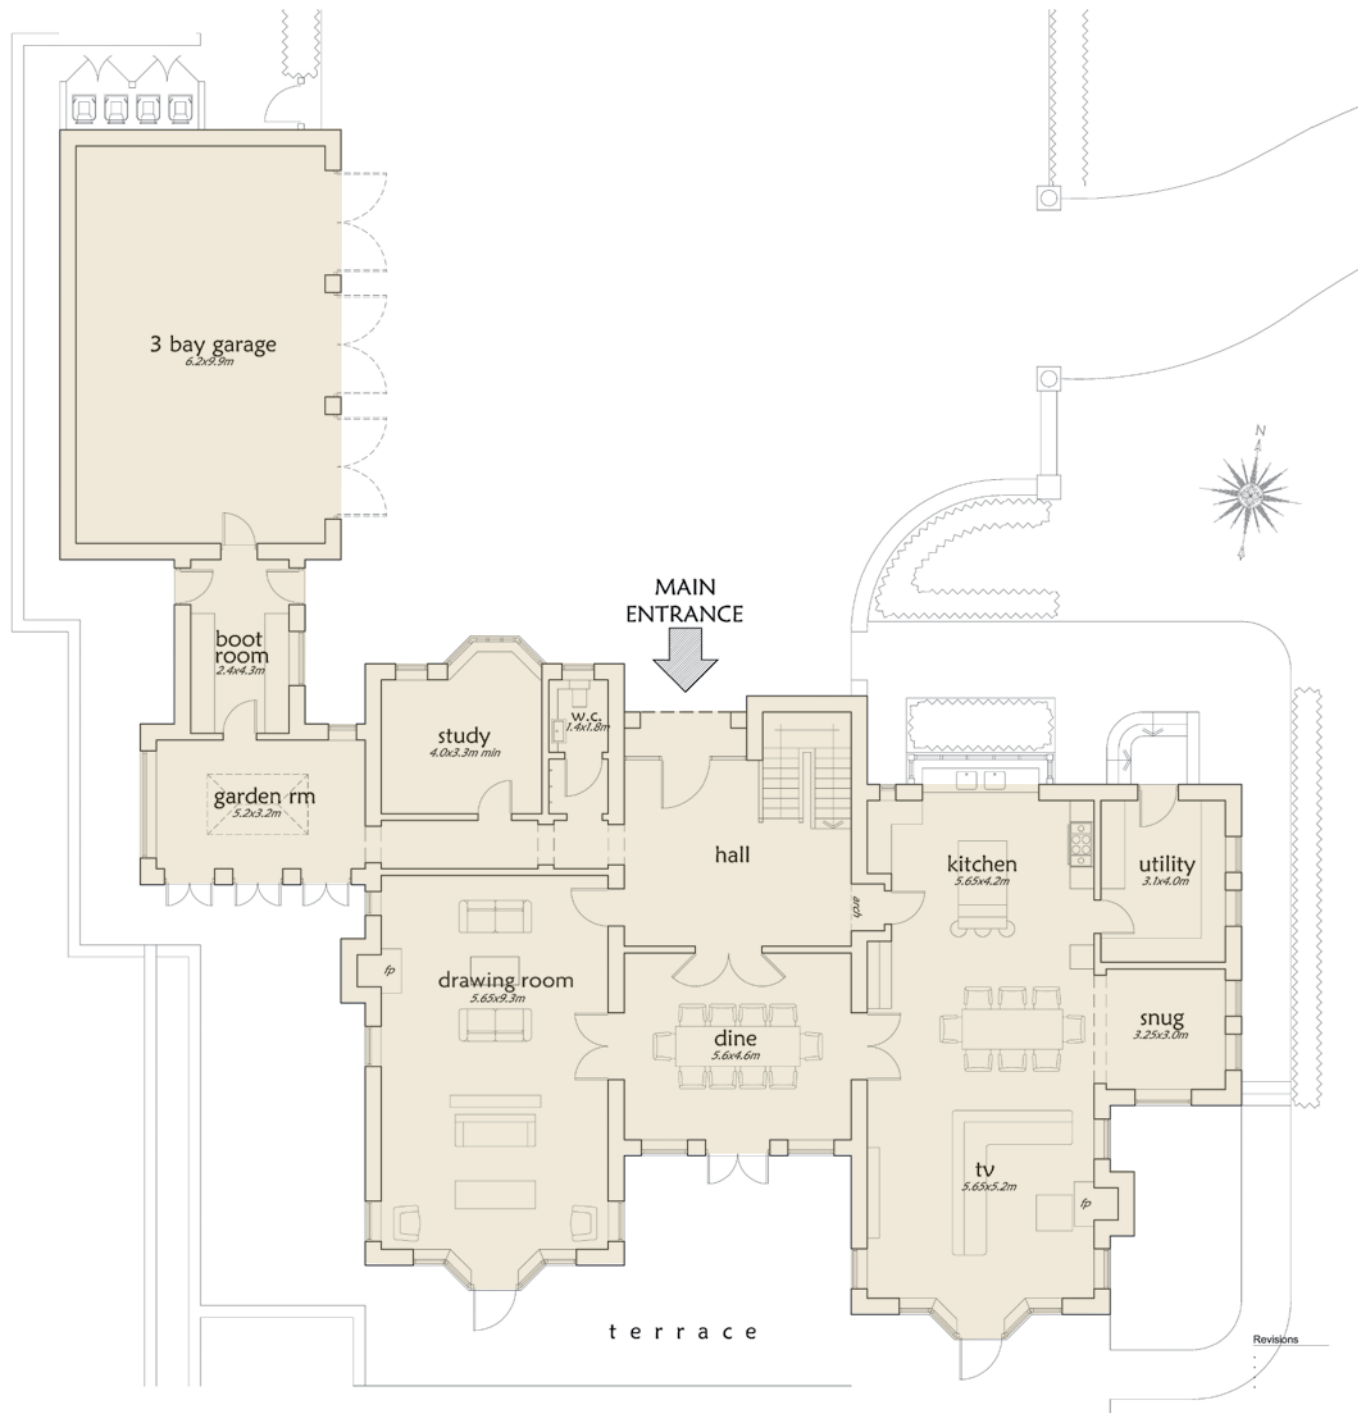 3 bay garage
6.2x9.9m
N
MAIN
ENTRANCE
boot
room
2.4x4.3m
study
4.0x3.3m min
w.c.
1.4x1.8m
garden rm
5.2x3.2m
hall
kitchen
5.65x4.2m
utility
3.1x4.0m
arch
fp
drawing room
5.65x9.3m
dine
5.6x4.6m
snug
3.25x3.0m
tv
5.65x5.2m
fp
terrace
Revisions